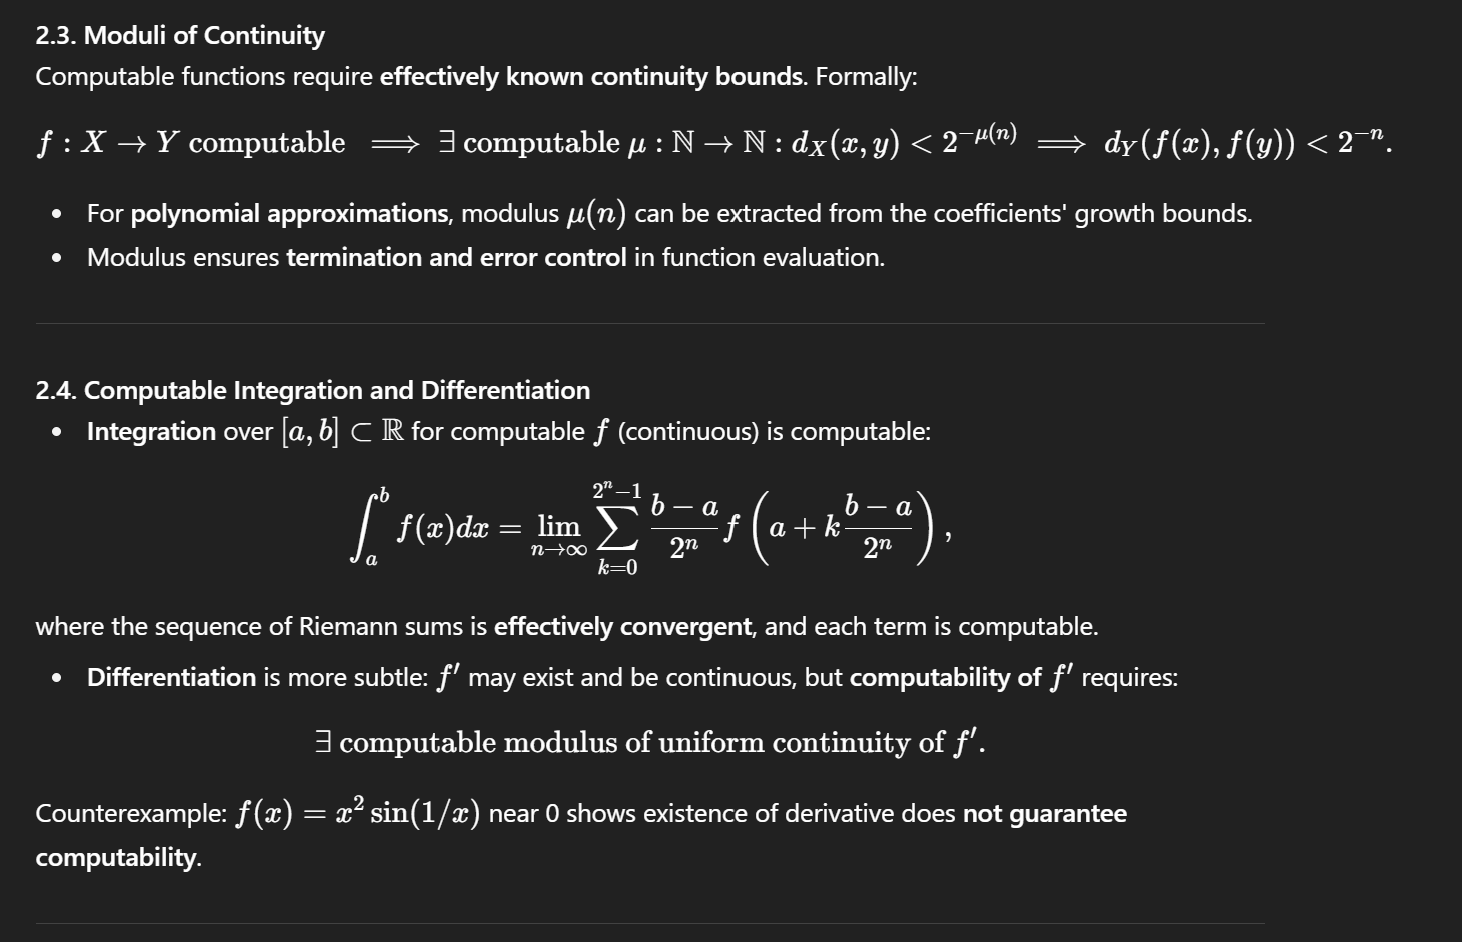 2.3. Moduli of Continuity
Computable functions require effectively known continuity bounds. Formally:
f : X → Y computable ⟹ ∃ computable μ : ℕ → ℕ : d_X(x, y) < 2^{−μ(n)} ⟹ d_Y(f(x), f(y)) < 2^{−n}.
• For polynomial approximations, modulus μ(n) can be extracted from the coefficients' growth bounds.
• Modulus ensures termination and error control in function evaluation.
2.4. Computable Integration and Differentiation
• Integration over [a, b] ⊂ ℝ for computable f (continuous) is computable:
∫_a^b f(x)dx = lim_{n→∞} ∑_{k=0}^{2^n−1} \frac{b − a}{2^n} f(a + k \frac{b − a}{2^n}),
where the sequence of Riemann sums is effectively convergent, and each term is computable.
• Differentiation is more subtle: f′ may exist and be continuous, but computability of f′ requires:
∃ computable modulus of uniform continuity of f′.
Counterexample: f(x) = x² sin(1/x) near 0 shows existence of derivative does not guarantee
computability.